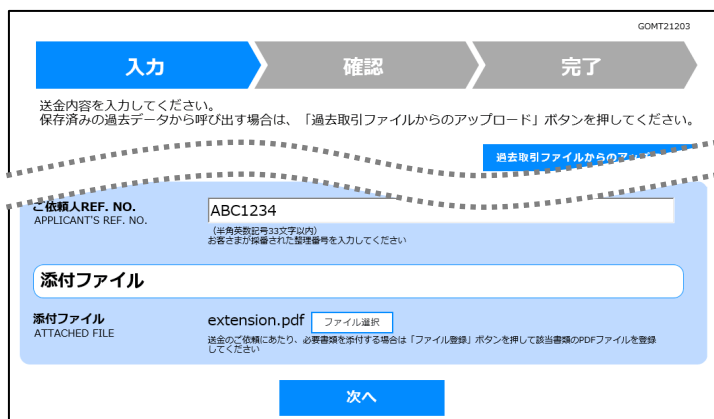 GOMT21203
入力
確認
完了
送金内容を入力してください。
保存済みの過去データから呼び出す場合は、「過去取引ファイルからのアップロード」ボタンを押してください。
過去取引ファイルからのアッ
ご依頼人REF. NO.
APPLICANT'S REF. NO.
ABC1234
(半角英数記号33文字以内)
お客さまが採番された整理番号を入力してください
添付ファイル
添付ファイル
ATTACHED FILE
extension.pdf ファイル選択
送金のご依頼にあたり、必要書類を添付する場合は「ファイル登録」ボタンを押して該当書類のPDFファイルを登録
してください
次へ